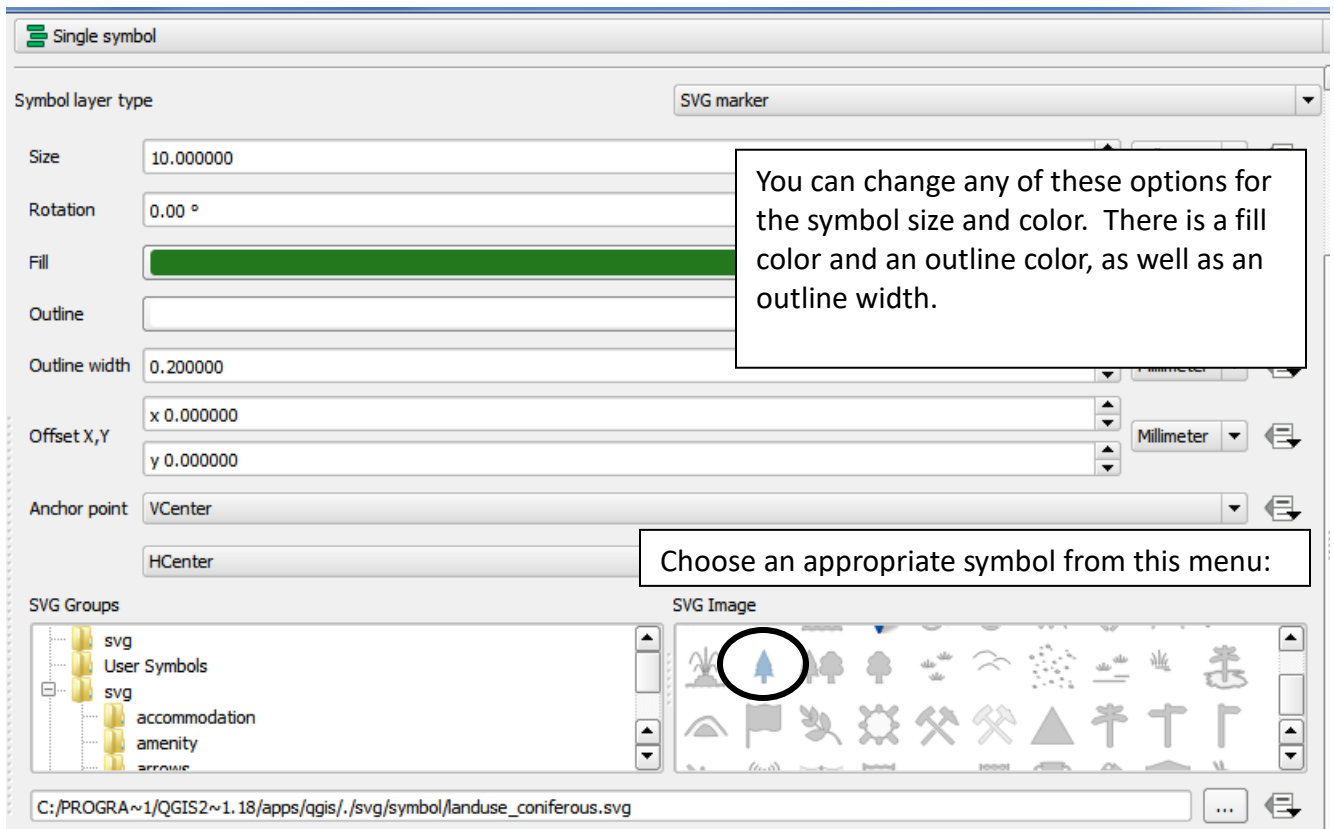 Single symbol
Symbol layer type
SVG marker
Size
10.000000
You can change any of these options for
the symbol size and color.  There is a fill
color and an outline color, as well as an
outline width.
Rotation
0.00 °
Fill
Outline
Outline width
0.200000
Millimeter
Offset X,Y
x 0.000000
y 0.000000
Millimeter
Anchor point
VCenter
HCenter
Choose an appropriate symbol from this menu:
SVG Groups
svg
User Symbols
svg
accommodation
amenity
arrows
SVG Image
C:/PROGRA~1/QGIS2~1.18/apps/qgis/./svg/symbol/landuse_coniferous.svg
...